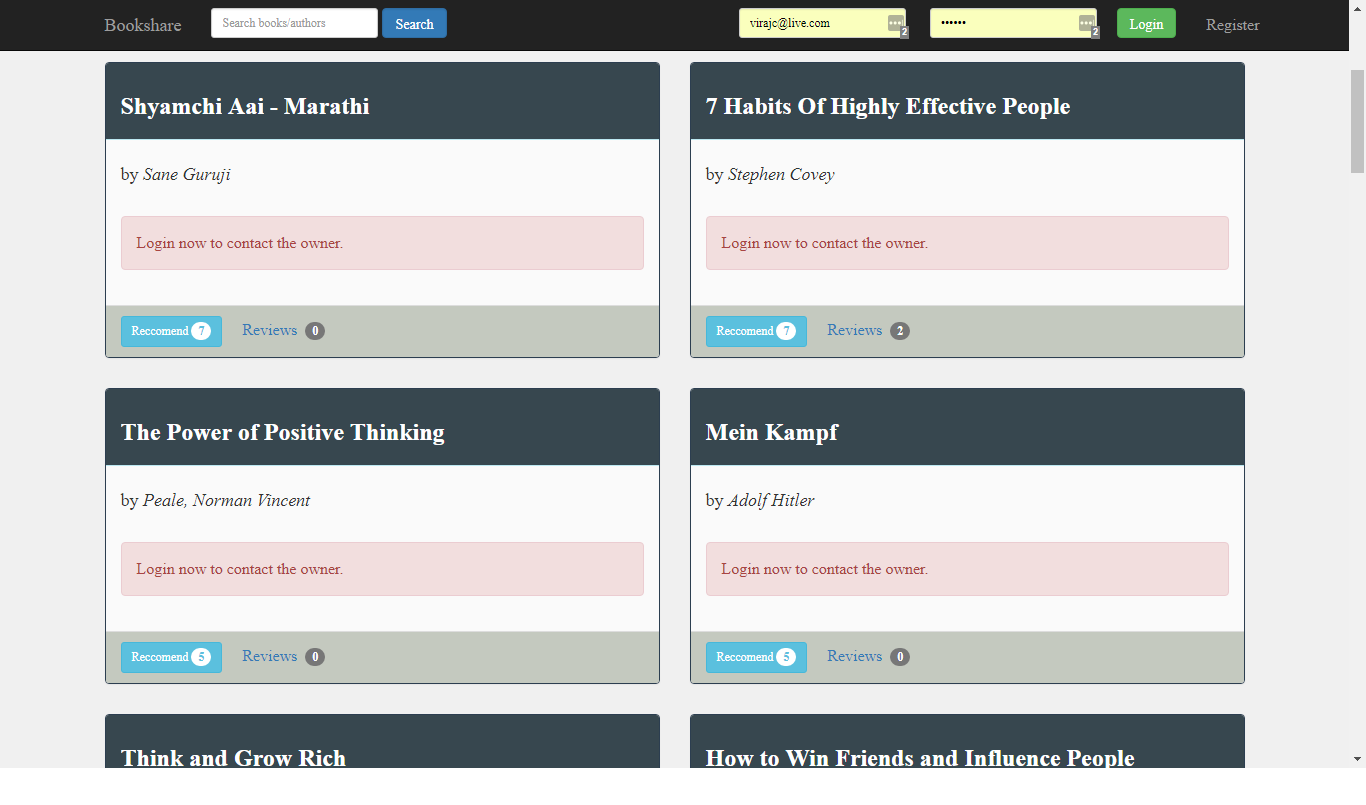 Bookshare Search books/authors Search virajc@live.com •••••• Login Register
Shyamchi Aai - Marathi
by Sane Guruji
Login now to contact the owner.
Reccomend 7 Reviews 0
7 Habits Of Highly Effective People
by Stephen Covey
Login now to contact the owner.
Reccomend 7 Reviews 2
The Power of Positive Thinking
by Peale, Norman Vincent
Login now to contact the owner.
Reccomend 5 Reviews 0
Mein Kampf
by Adolf Hitler
Login now to contact the owner.
Reccomend 5 Reviews 0
Think and Grow Rich
How to Win Friends and Influence People